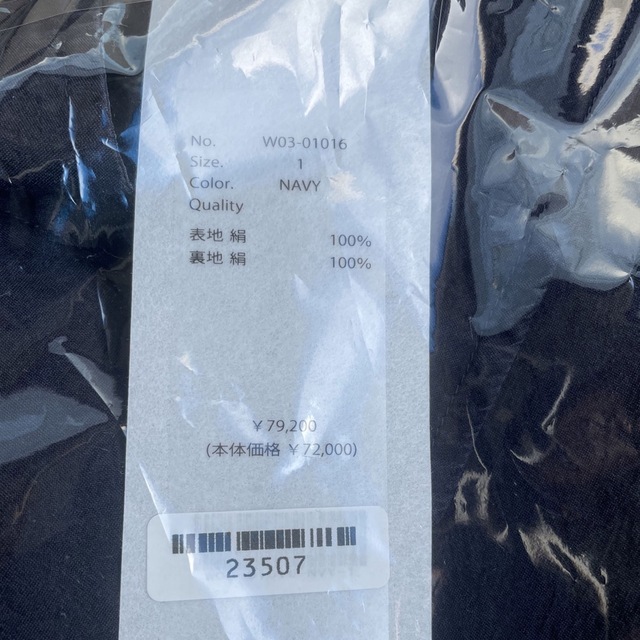 No. W03-01016
Size. 1
Color. NAVY
Quality
表地 絹 100%
裏地 絹 100%
￥79,200
(本体価格 ￥72,000)
23507